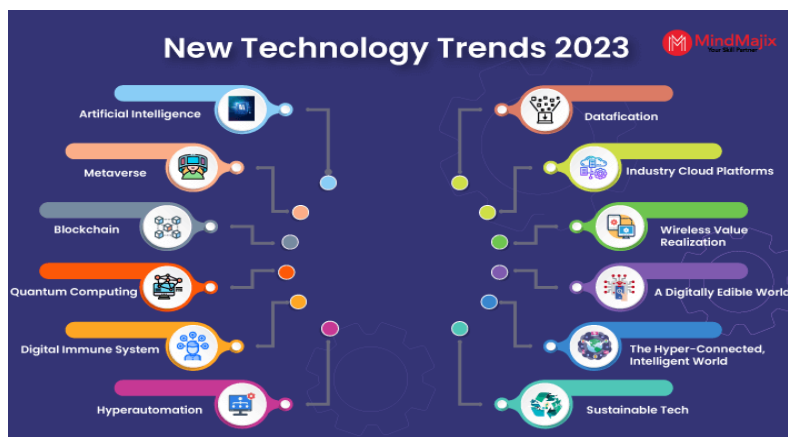 New Technology Trends 2023
MindMajix
Your Skill Partner
Artificial Intelligence
Metaverse
Blockchain
Quantum Computing
Digital Immune System
Hyperautomation
Datafication
Industry Cloud Platforms
Wireless Value
Realization
A Digitally Edible World
The Hyper-Connected,
Intelligent World
Sustainable Tech